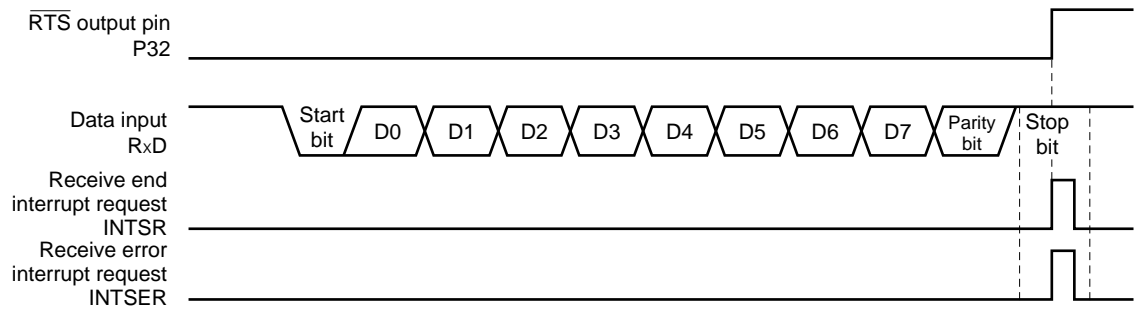 RTS output pin
P32
Data input
RxD
Start
bit
D0
D1
D2
D3
D4
D5
D6
D7
Parity
bit
Stop
bit
Receive end
interrupt request
INTSR
Receive error
interrupt request
INTSER